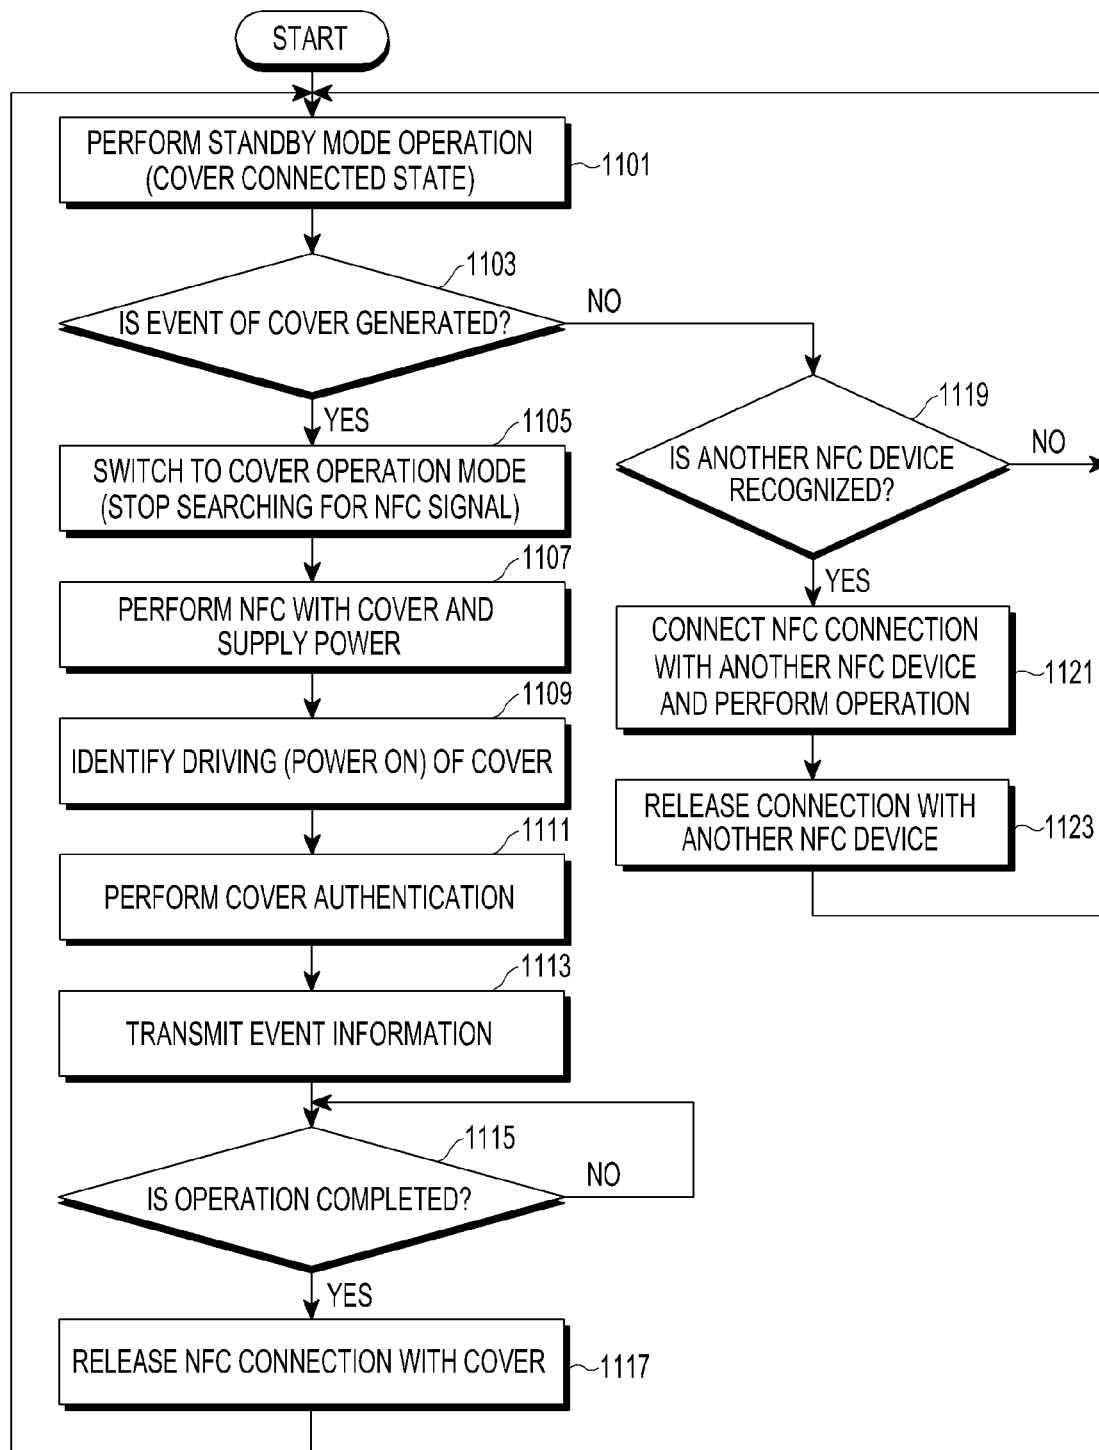 START
PERFORM STANDBY MODE OPERATION
(COVER CONNECTED STATE)
1101
1103
IS EVENT OF COVER GENERATED?
NO
YES
1105
SWITCH TO COVER OPERATION MODE
(STOP SEARCHING FOR NFC SIGNAL)
1107
PERFORM NFC WITH COVER AND
SUPPLY POWER
1109
IDENTIFY DRIVING (POWER ON) OF COVER
1111
PERFORM COVER AUTHENTICATION
1113
TRANSMIT EVENT INFORMATION
1115
IS OPERATION COMPLETED?
NO
YES
RELEASE NFC CONNECTION WITH COVER
1117
1119
IS ANOTHER NFC DEVICE
RECOGNIZED?
NO
YES
CONNECT NFC CONNECTION
WITH ANOTHER NFC DEVICE
AND PERFORM OPERATION
1121
RELEASE CONNECTION WITH
ANOTHER NFC DEVICE
1123